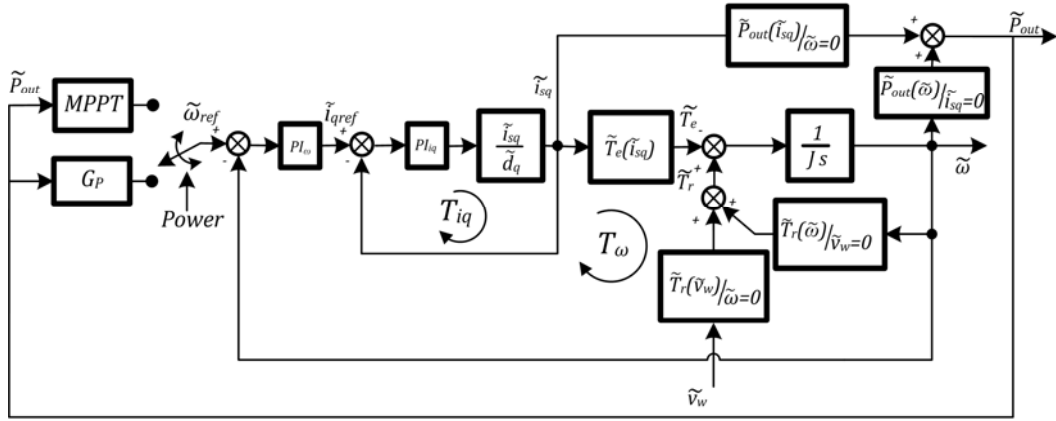 P̃out
MPPT
GP
Power
ω̃ref
+
-
PIω
ĩqref
+
-
PIiq
ĩsq
d̃q
Tiq
ĩsq
P̃out(ĩsq)/ω̃=0
T̃e(ĩsq)
T̃e
-
+
T̃r
+
+
1
Js
T̃r(ω̃)/ṽw=0
T̃r(ṽw)/ω̃=0
Tω
ṽw
+
+
P̃out
P̃out(ω̃)/ĩsq=0
ω̃